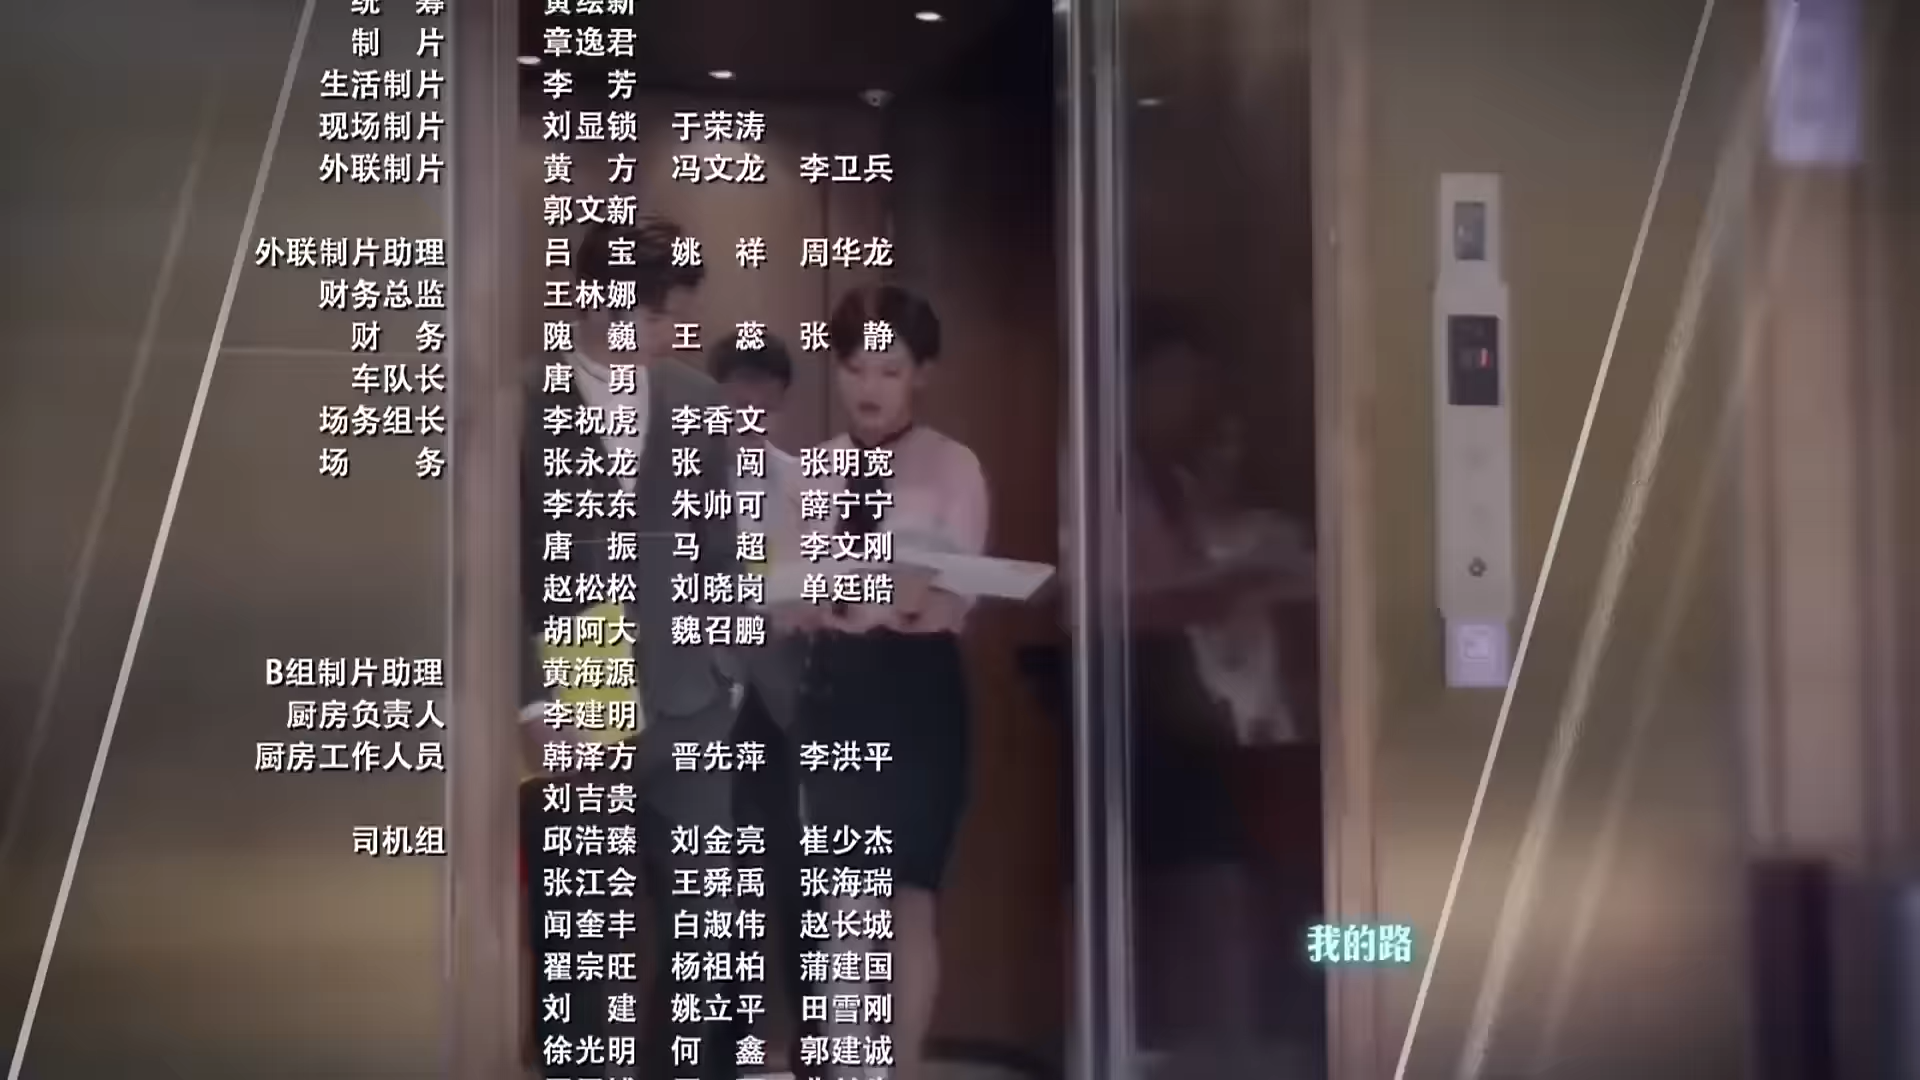 统 筹 黄绘新
制 片 章逸君
生活制片 李 芳
现场制片 刘显锁 于荣涛
外联制片 黄 方 冯文龙 李卫兵
郭文新
外联制片助理 吕 宝 姚 祥 周华龙
财务总监 王林娜
财 务 隗 巍 王 蕊 张 静
车队长 唐 勇
场务组长 李祝虎 李香文
场 务 张永龙 张 闯 张明宽
李东东 朱帅可 薛宁宁
唐 振 马 超 李文刚
赵松松 刘晓岗 单廷皓
胡阿大 魏召鹏
B组制片助理 黄海源
厨房负责人 李建明
厨房工作人员 韩泽方 晋先萍 李洪平
刘吉贵
司机组 邱浩臻 刘金亮 崔少杰
张江会 王舜禹 张海瑞
闻奎丰 白淑伟 赵长城
翟宗旺 杨祖柏 蒲建国
刘 建 姚立平 田雪刚
徐光明 何 鑫 郭建诚
我的路